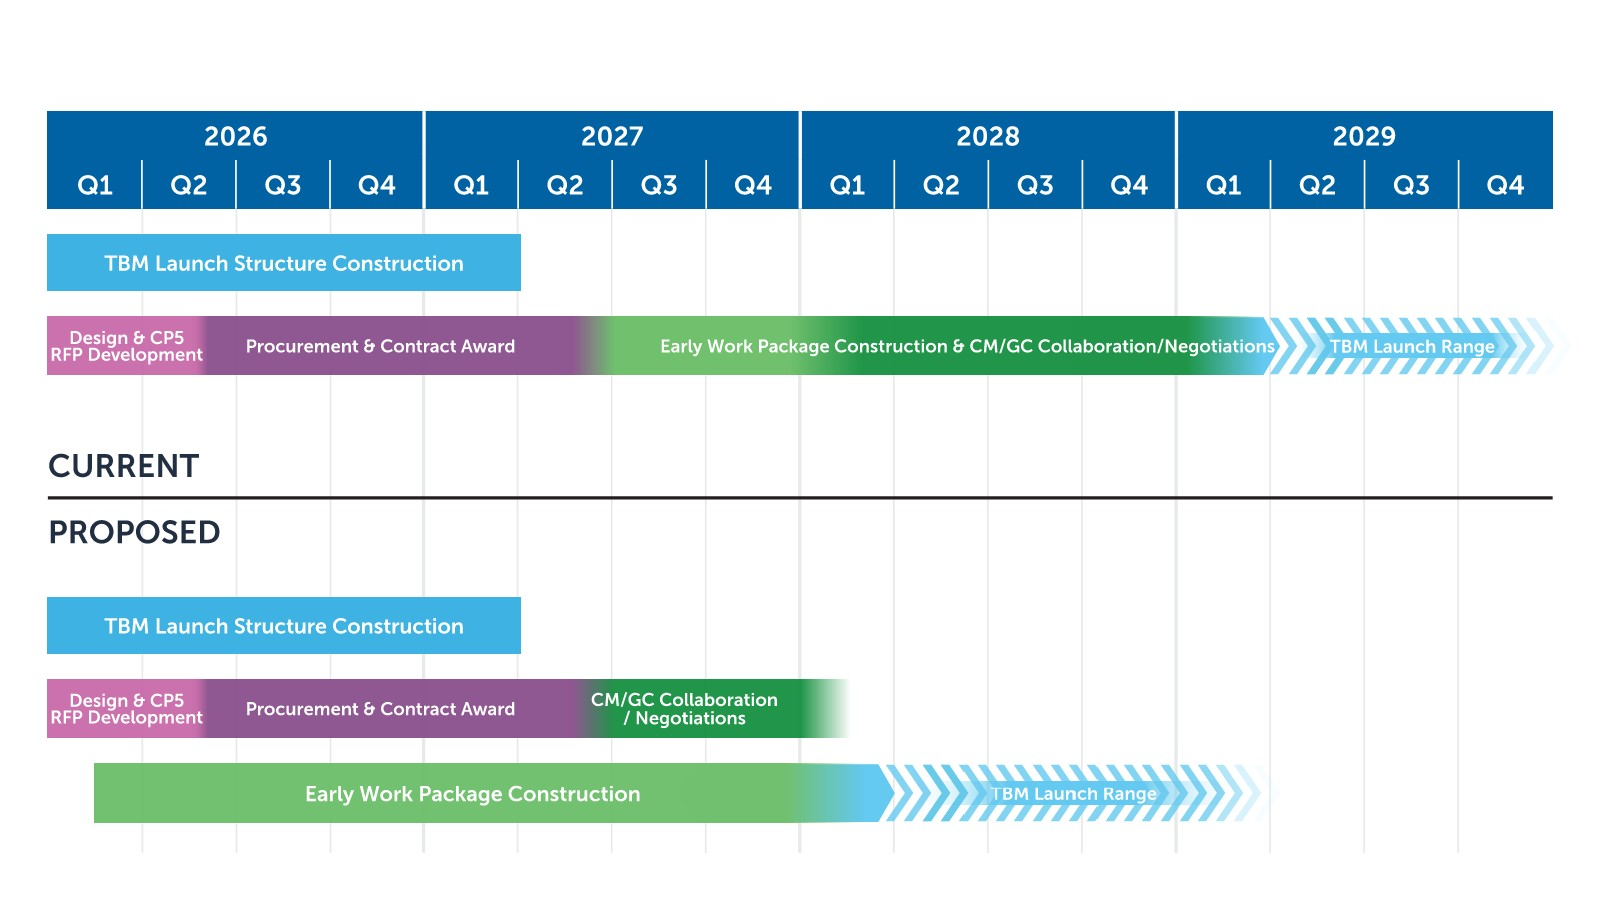 2026 2027 2028 2029
Q1 Q2 Q3 Q4 Q1 Q2 Q3 Q4 Q1 Q2 Q3 Q4 Q1 Q2 Q3 Q4
TBM Launch Structure Construction
Design & CP5
RFP Development
Procurement & Contract Award
Early Work Package Construction & CM/GC Collaboration/Negotiations
TBM Launch Range
CURRENT
PROPOSED
TBM Launch Structure Construction
Design & CP5
RFP Development
Procurement & Contract Award
CM/GC Collaboration
/ Negotiations
Early Work Package Construction
TBM Launch Range